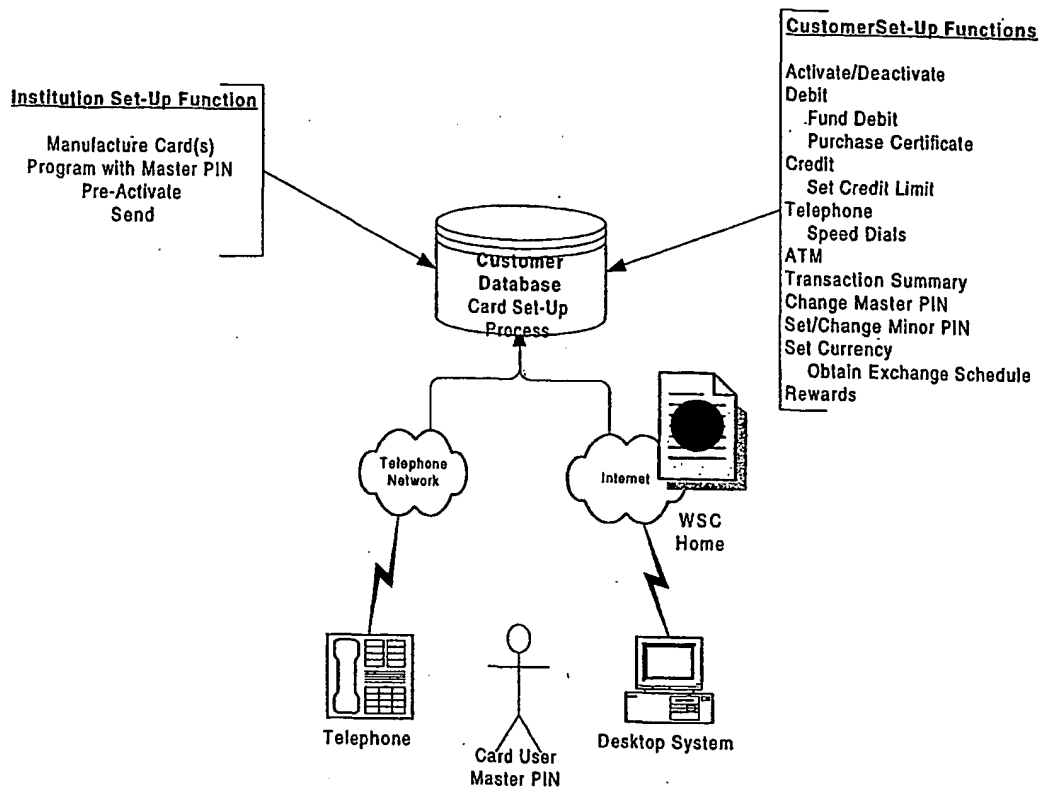 Institution Set-Up Function
Manufacture Card(s)
Program with Master PIN
Pre-Activate
Send
CustomerSet-Up Functions
Activate/Deactivate
Debit
Fund Debit
Purchase Certificate
Credit
Set Credit Limit
Telephone
Speed Dials
ATM
Transaction Summary
Change Master PIN
Set/Change Minor PIN
Set Currency
Obtain Exchange Schedule
Rewards
Customer
Database
Card Set-Up
Process
Telephone
Network
Internet
WSC
Home
Telephone
Card User
Master PIN
Desktop System